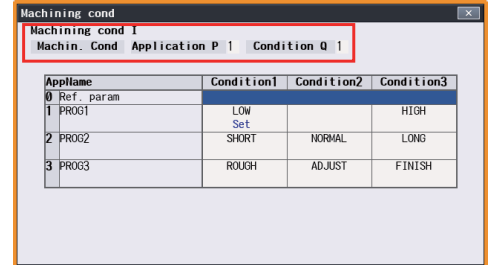 Machining cond
Machining cond I
Machin. Cond Application P 1 Condition Q 1
AppName Condition1 Condition2 Condition3
0 Ref. param
1 PROG1 LOW HIGH
Set
2 PROG2 SHORT NORMAL LONG
3 PROG3 ROUGH ADJUST FINISH